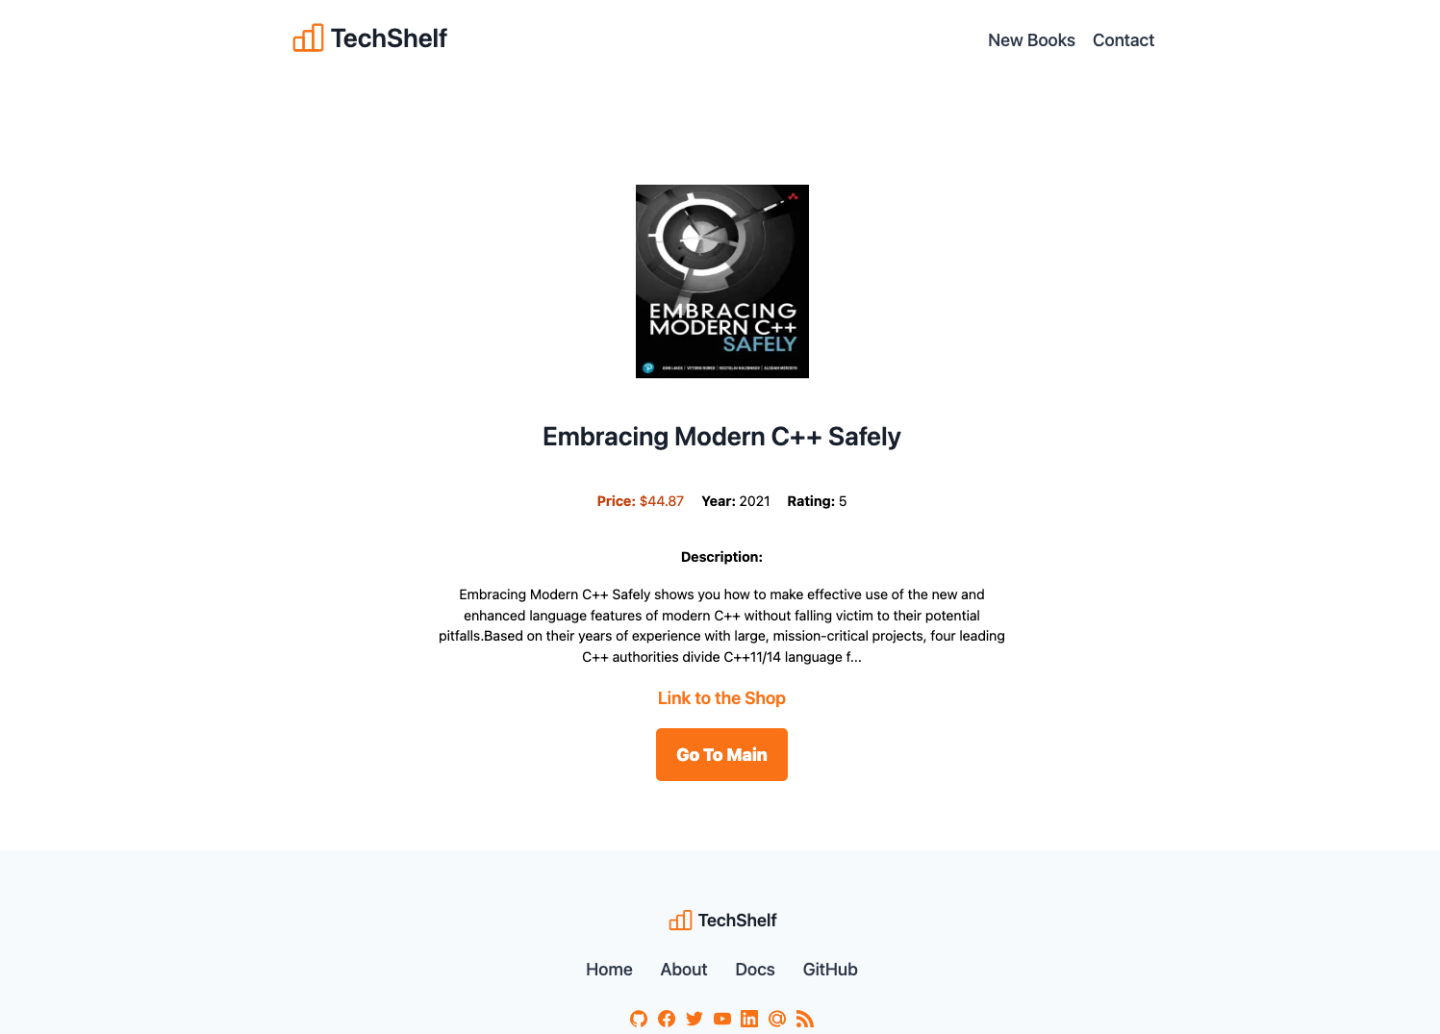 TechShelf
New Books Contact
EMBRACING
MODERN C++
SAFELY
Embracing Modern C++ Safely
Price: $44.87 Year: 2021 Rating: 5
Description:
Embracing Modern C++ Safely shows you how to make effective use of the new and
enhanced language features of modern C++ without falling victim to their potential
pitfalls.Based on their years of experience with large, mission-critical projects, four leading
C++ authorities divide C++11/14 language f...
Link to the Shop
Go To Main
TechShelf
Home About Docs GitHub